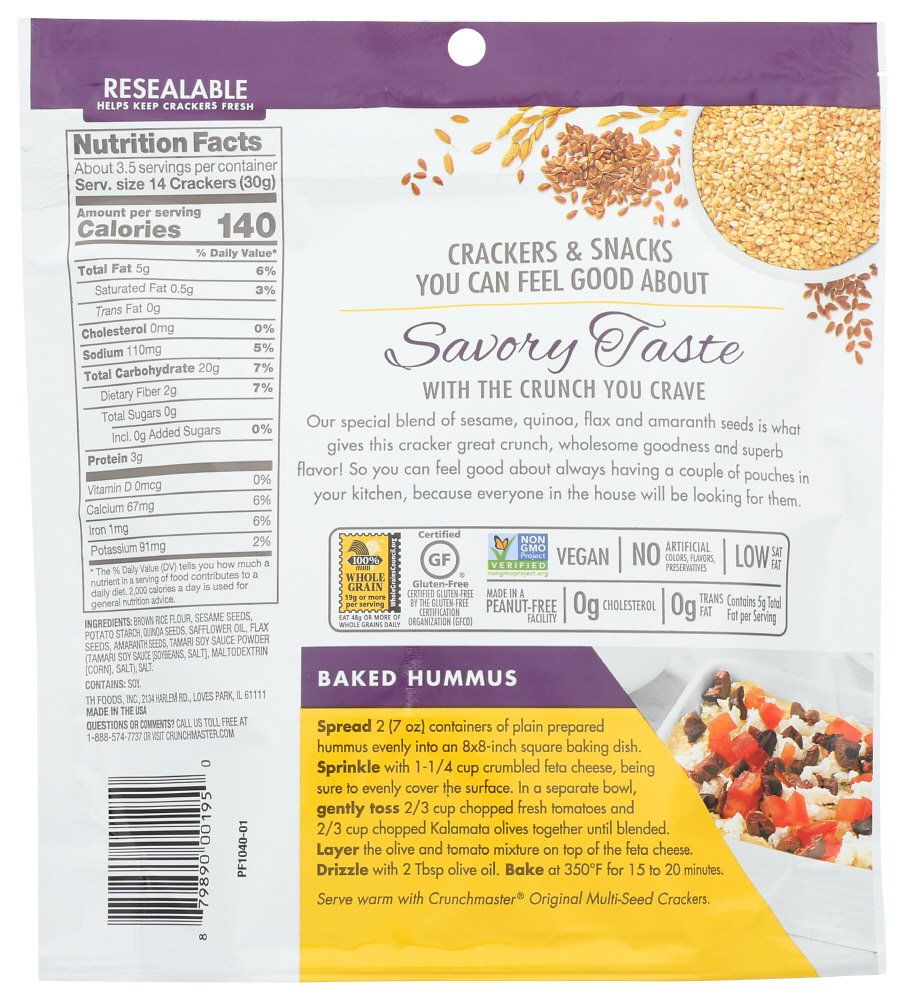 RESEALABLE
HELPS KEEP CRACKERS FRESH
Nutrition Facts
About 3.5 servings per container
Serv. size 14 Crackers (30g)
Amount per serving
Calories 140
% Daily Value*
Total Fat 5g 6%
Saturated Fat 0.5g 3%
Trans Fat 0g
Cholesterol 0mg 0%
Sodium 110mg 5%
Total Carbohydrate 20g 7%
Dietary Fiber 2g 7%
Total Sugars 0g
Incl. 0g Added Sugars 0%
Protein 3g
Vitamin D 0mcg 0%
Calcium 67mg 6%
Iron 1mg 6%
Potassium 91mg 2%
* The % Daily Value (DV) tells you how much a
nutrient in a serving of food contributes to a
daily diet. 2,000 calories a day is used for
general nutrition advice.
INGREDIENTS: BROWN RICE FLOUR, SESAME SEEDS,
POTATO STARCH, QUINOA SEEDS, SAFFLOWER OIL, FLAX
SEEDS, AMARANTH SEEDS, TAMARI SOY SAUCE POWDER
(TAMARI SOY SAUCE [SOYBEANS, SALT], MALTODEXTRIN
[CORN], SALT), SALT.
CONTAINS: SOY.
TH FOODS, INC., 2134 HARLEM RD., LOVES PARK, IL 61111
MADE IN THE USA
QUESTIONS OR COMMENTS? CALL US TOLL FREE AT
1-888-574-7737 OR VISIT CRUNCHMASTER.COM
8 79890 00195 0
PF1040-01
CRACKERS & SNACKS
YOU CAN FEEL GOOD ABOUT
Savory Taste
WITH THE CRUNCH YOU CRAVE
Our special blend of sesame, quinoa, flax and amaranth seeds is what
gives this cracker great crunch, wholesome goodness and superb
flavor! So you can feel good about always having a couple of pouches in
your kitchen, because everyone in the house will be looking for them.
100%
WHOLE
GRAIN
19g or more
per serving
WholeGrainsCouncil.org
EAT 48g OR MORE OF
WHOLE GRAINS DAILY
Certified
GF
®
Gluten-Free
CERTIFIED GLUTEN-FREE
BY THE GLUTEN-FREE
CERTIFICATION
ORGANIZATION (GFCO)
NON
GMO
Project
VERIFIED
nongmoproject.org
VEGAN
NO ARTIFICIAL
COLORS, FLAVORS,
PRESERVATIVES
LOW SAT
FAT
MADE IN A
PEANUT-FREE
FACILITY
0g CHOLESTEROL
0g TRANS
FAT
Contains 5g Total
Fat per Serving
BAKED HUMMUS
Spread 2 (7 oz) containers of plain prepared
hummus evenly into an 8x8-inch square baking dish.
Sprinkle with 1-1/4 cup crumbled feta cheese, being
sure to evenly cover the surface. In a separate bowl,
gently toss 2/3 cup chopped fresh tomatoes and
2/3 cup chopped Kalamata olives together until blended.
Layer the olive and tomato mixture on top of the feta cheese.
Drizzle with 2 Tbsp olive oil. Bake at 350°F for 15 to 20 minutes.
Serve warm with Crunchmaster® Original Multi-Seed Crackers.